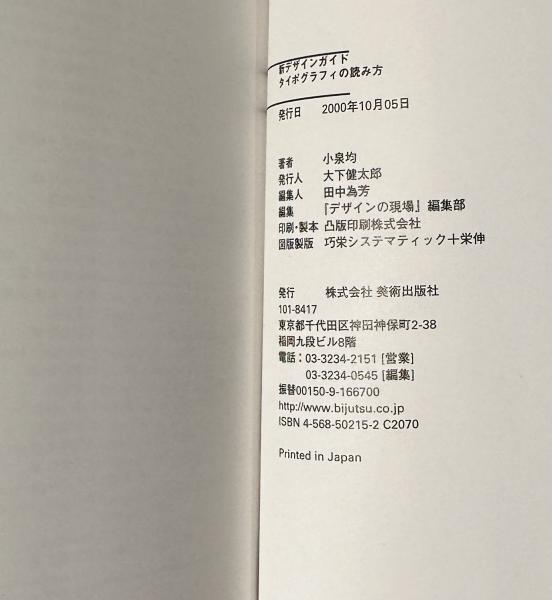 新デザインガイド
タイポグラフィの読み方
発行日 2000年10月05日
著者 小泉均
発行人 大下健太郎
編集人 田中為芳
編集 『デザインの現場』編集部
印刷・製本 凸版印刷株式会社
図版製版 巧栄システマティック+栄伸
発行 株式会社 美術出版社
101-8417
東京都千代田区神田神保町2-38
稲岡九段ビル8階
電話：03-3234-2151 [営業]
03-3234-0545 [編集]
振替00150-9-166700
http://www.bijutsu.co.jp
ISBN 4-568-50215-2 C2070
Printed in Japan